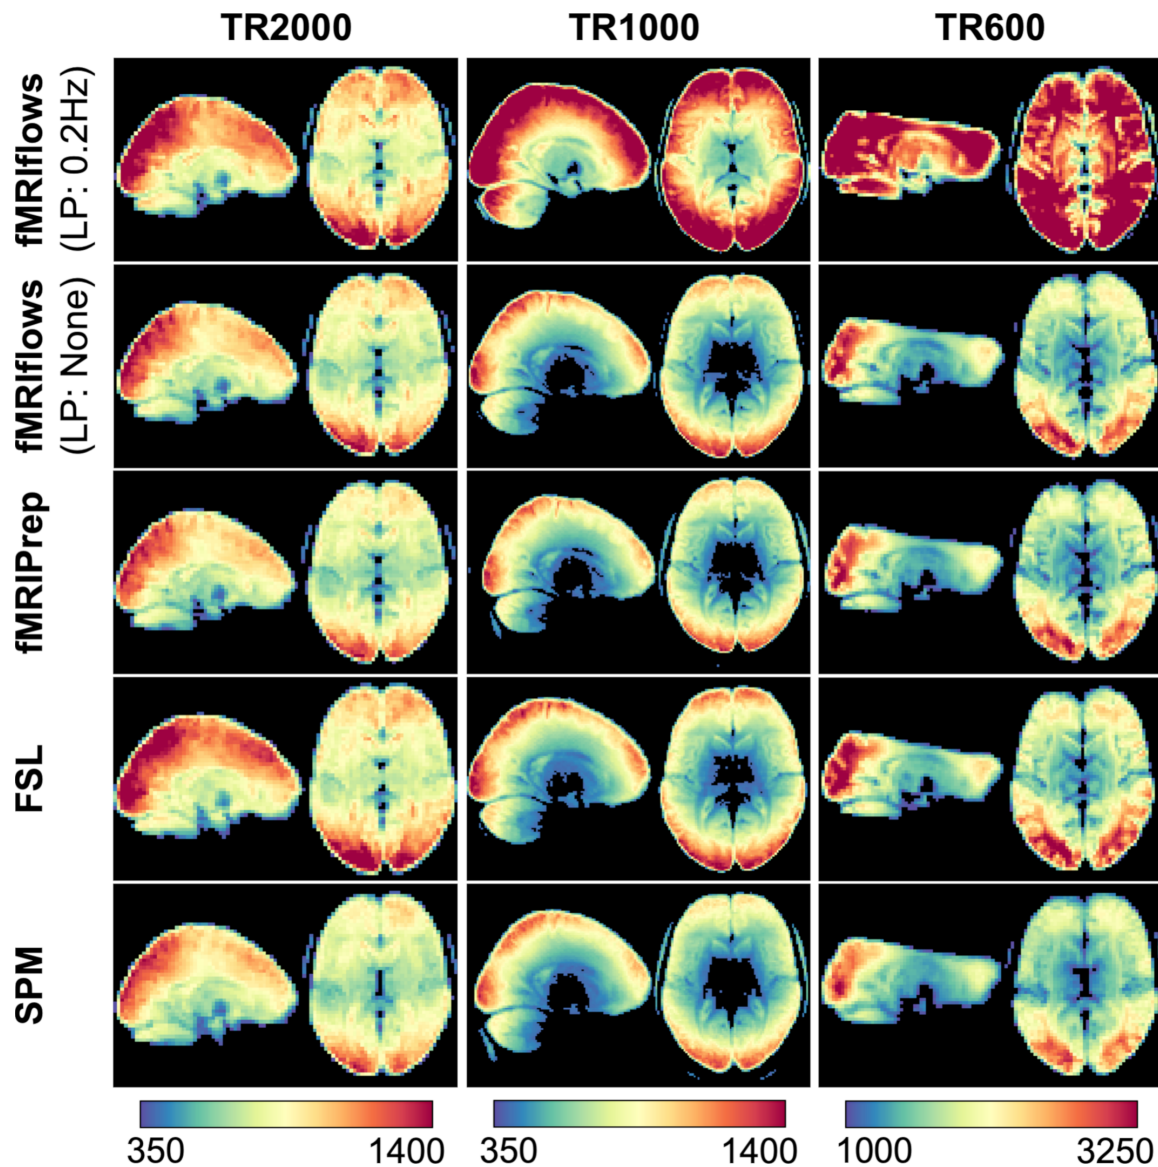 TR2000 TR1000 TR600
fMRIflows
(LP: 0.2Hz)
fMRIflows
(LP: None)
fMRIPrep
FSL
SPM
350 1400 350 1400 1000 3250